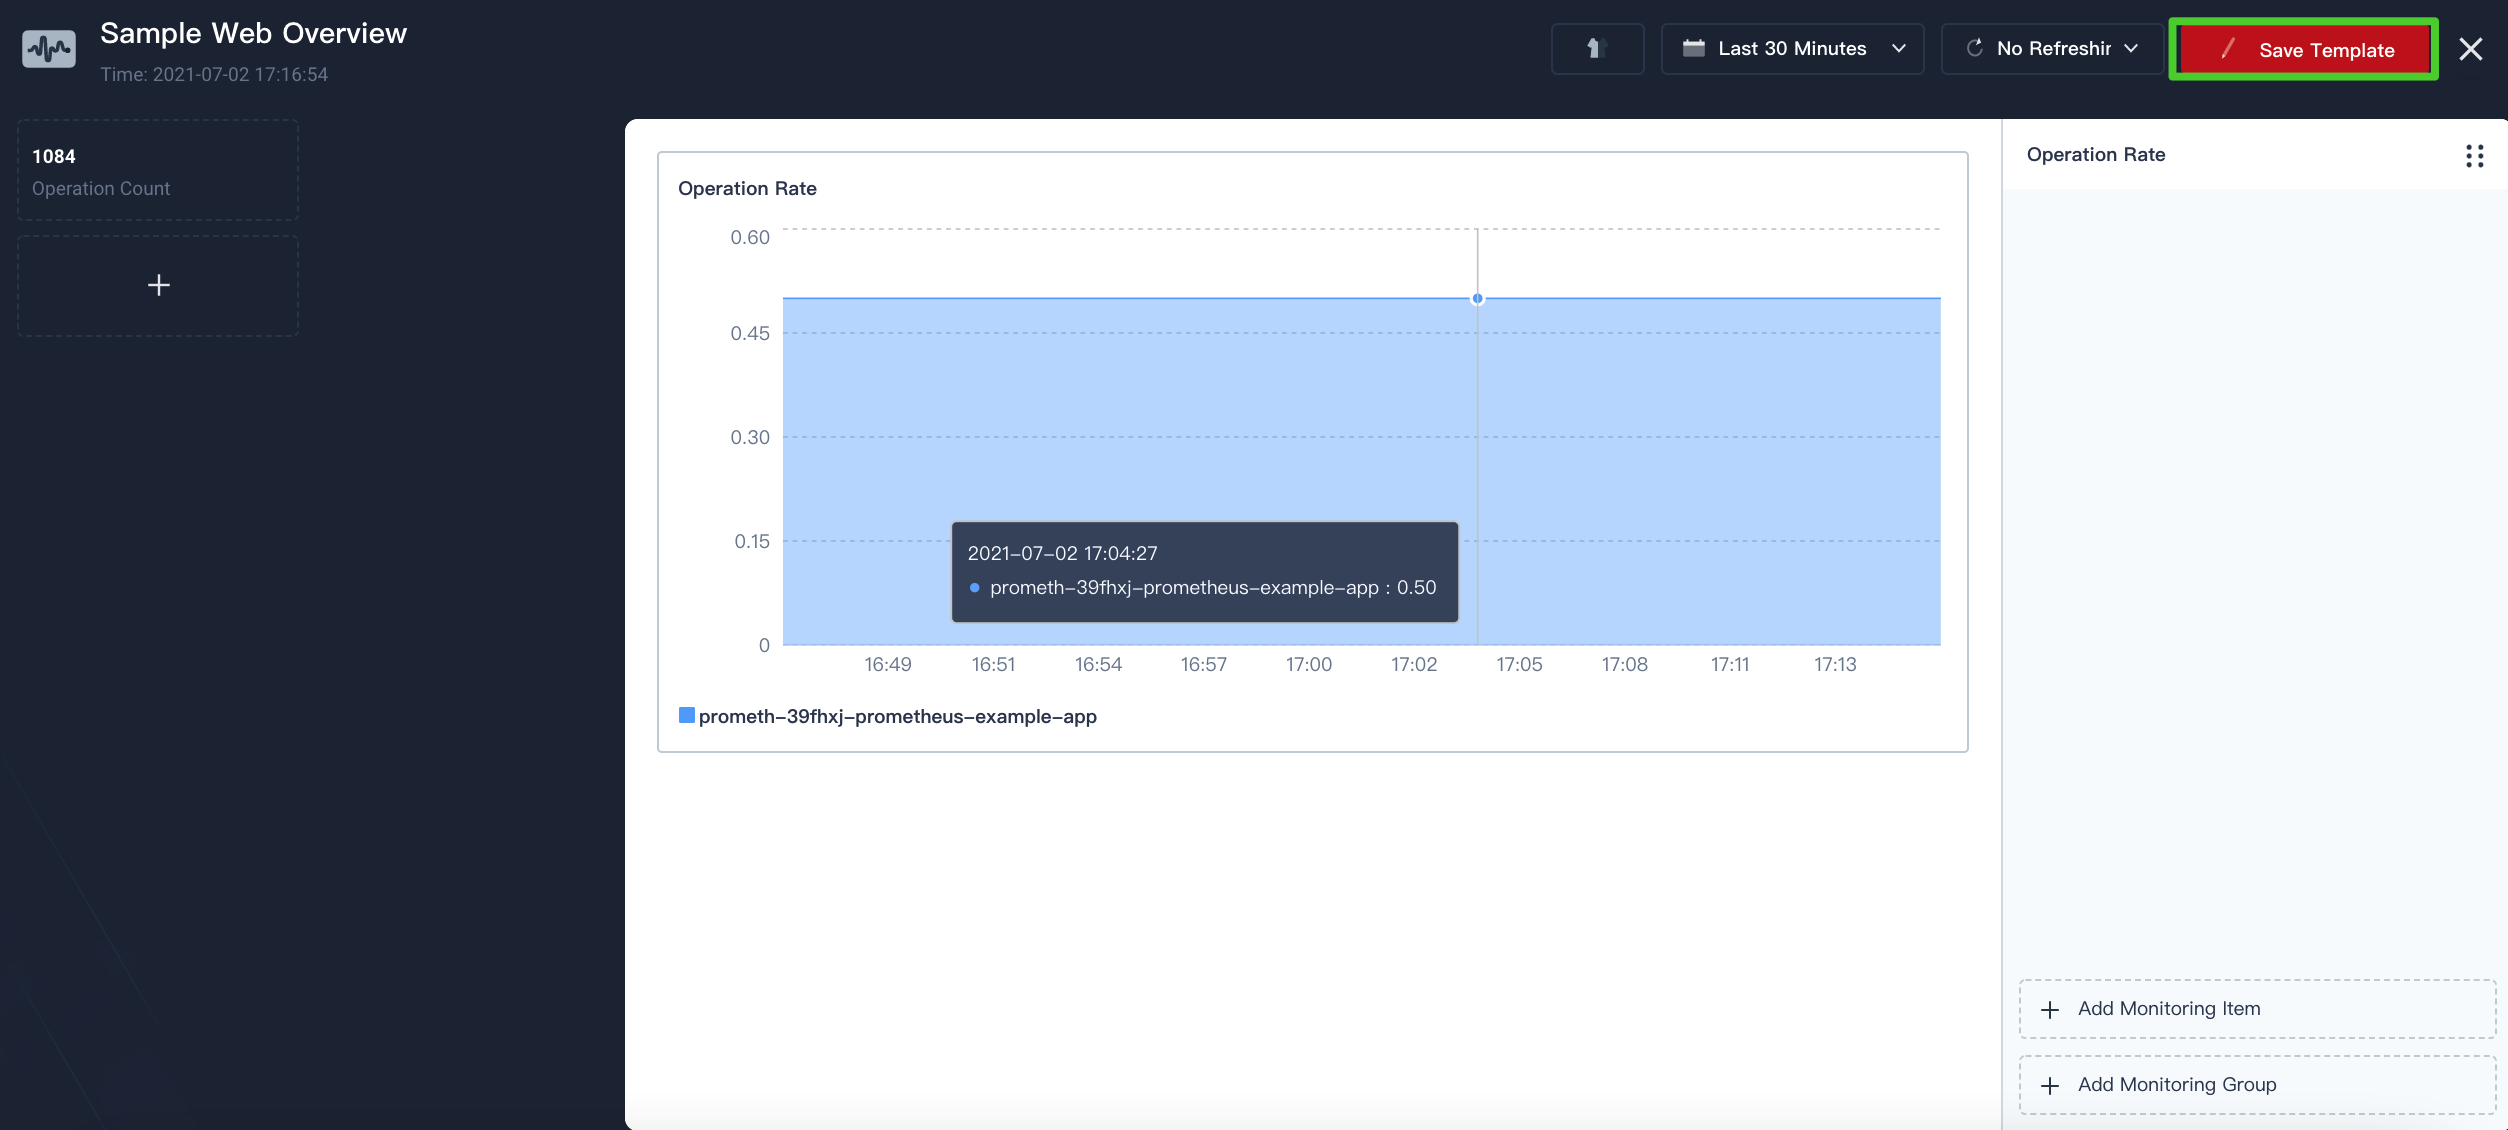 Sample Web Overview
Time: 2021-07-02 17:16:54
Last 30 Minutes
No Refreshir
Save Template
1084
Operation Count
Operation Rate
0.60
0.45
0.30
0.15
0
2021-07-02 17:04:27
prometh-39fhxj-prometheus-example-app : 0.50
16:49 16:51 16:54 16:57 17:00 17:02 17:05 17:08 17:11 17:13
prometh-39fhxj-prometheus-example-app
Operation Rate
Add Monitoring Item
Add Monitoring Group